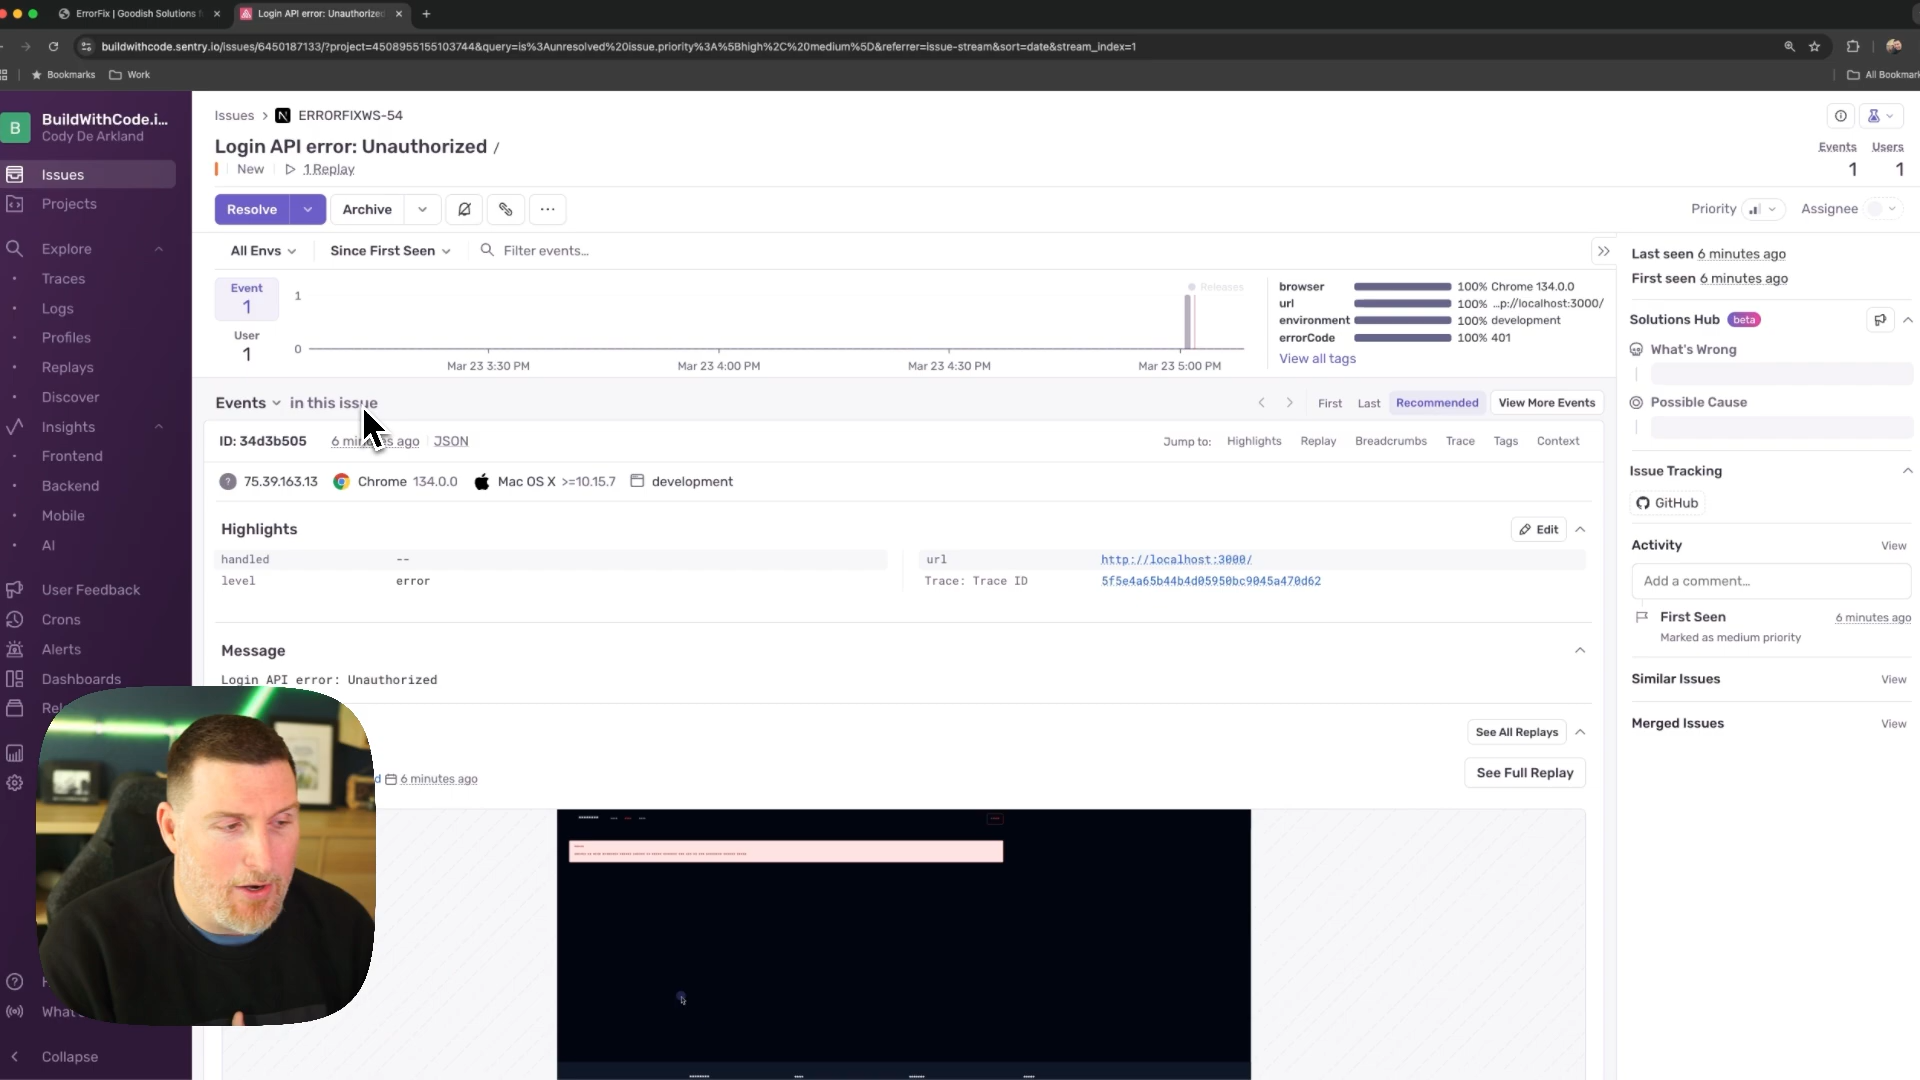 ErrorFix | Goodish Solutions
Login API error: Unauthorized
buildwithcode.sentry.io/issues/6450187133/?project=4508955155103744&query=is%3Aunresolved%20issue.priority%3A%5Bhigh%2C%20medium%5D&referrer=issue-stream&sort=date&stream_index=1
Bookmarks
Work
All Bookmark
B
BuildWithCode.i...
Cody De Arkland
Issues
Projects
Explore
Traces
Logs
Profiles
Replays
Discover
Insights
Frontend
Backend
Mobile
AI
User Feedback
Crons
Alerts
Dashboards
Rel
What
Collapse
Issues > N ERRORFIXWS-54
Login API error: Unauthorized /
New 1 Replay
Events Users
1 1
Resolve Archive ...
Priority Assignee
All Envs Since First Seen Filter events...
Event
1
User
1
1
0
Releases
Mar 23 3:30 PM Mar 23 4:00 PM Mar 23 4:30 PM Mar 23 5:00 PM
browser 100% Chrome 134.0.0
url 100% ...p://localhost:3000/
environment 100% development
errorCode 100% 401
View all tags
Events in this issue
First Last Recommended View More Events
ID: 34d3b505 6 minutes ago JSON
Jump to: Highlights Replay Breadcrumbs Trace Tags Context
75.39.163.13 Chrome 134.0.0 Mac OS X >=10.15.7 development
Highlights
Edit
handled --
level error
url http://localhost:3000/
Trace: Trace ID 5f5e4a65b44b4d05950bc9045a470d62
Message
Login API error: Unauthorized
See All Replays
d 6 minutes ago
See Full Replay
Last seen 6 minutes ago
First seen 6 minutes ago
Solutions Hub beta
What's Wrong
Possible Cause
Issue Tracking
GitHub
Activity View
Add a comment...
First Seen 6 minutes ago
Marked as medium priority
Similar Issues View
Merged Issues View